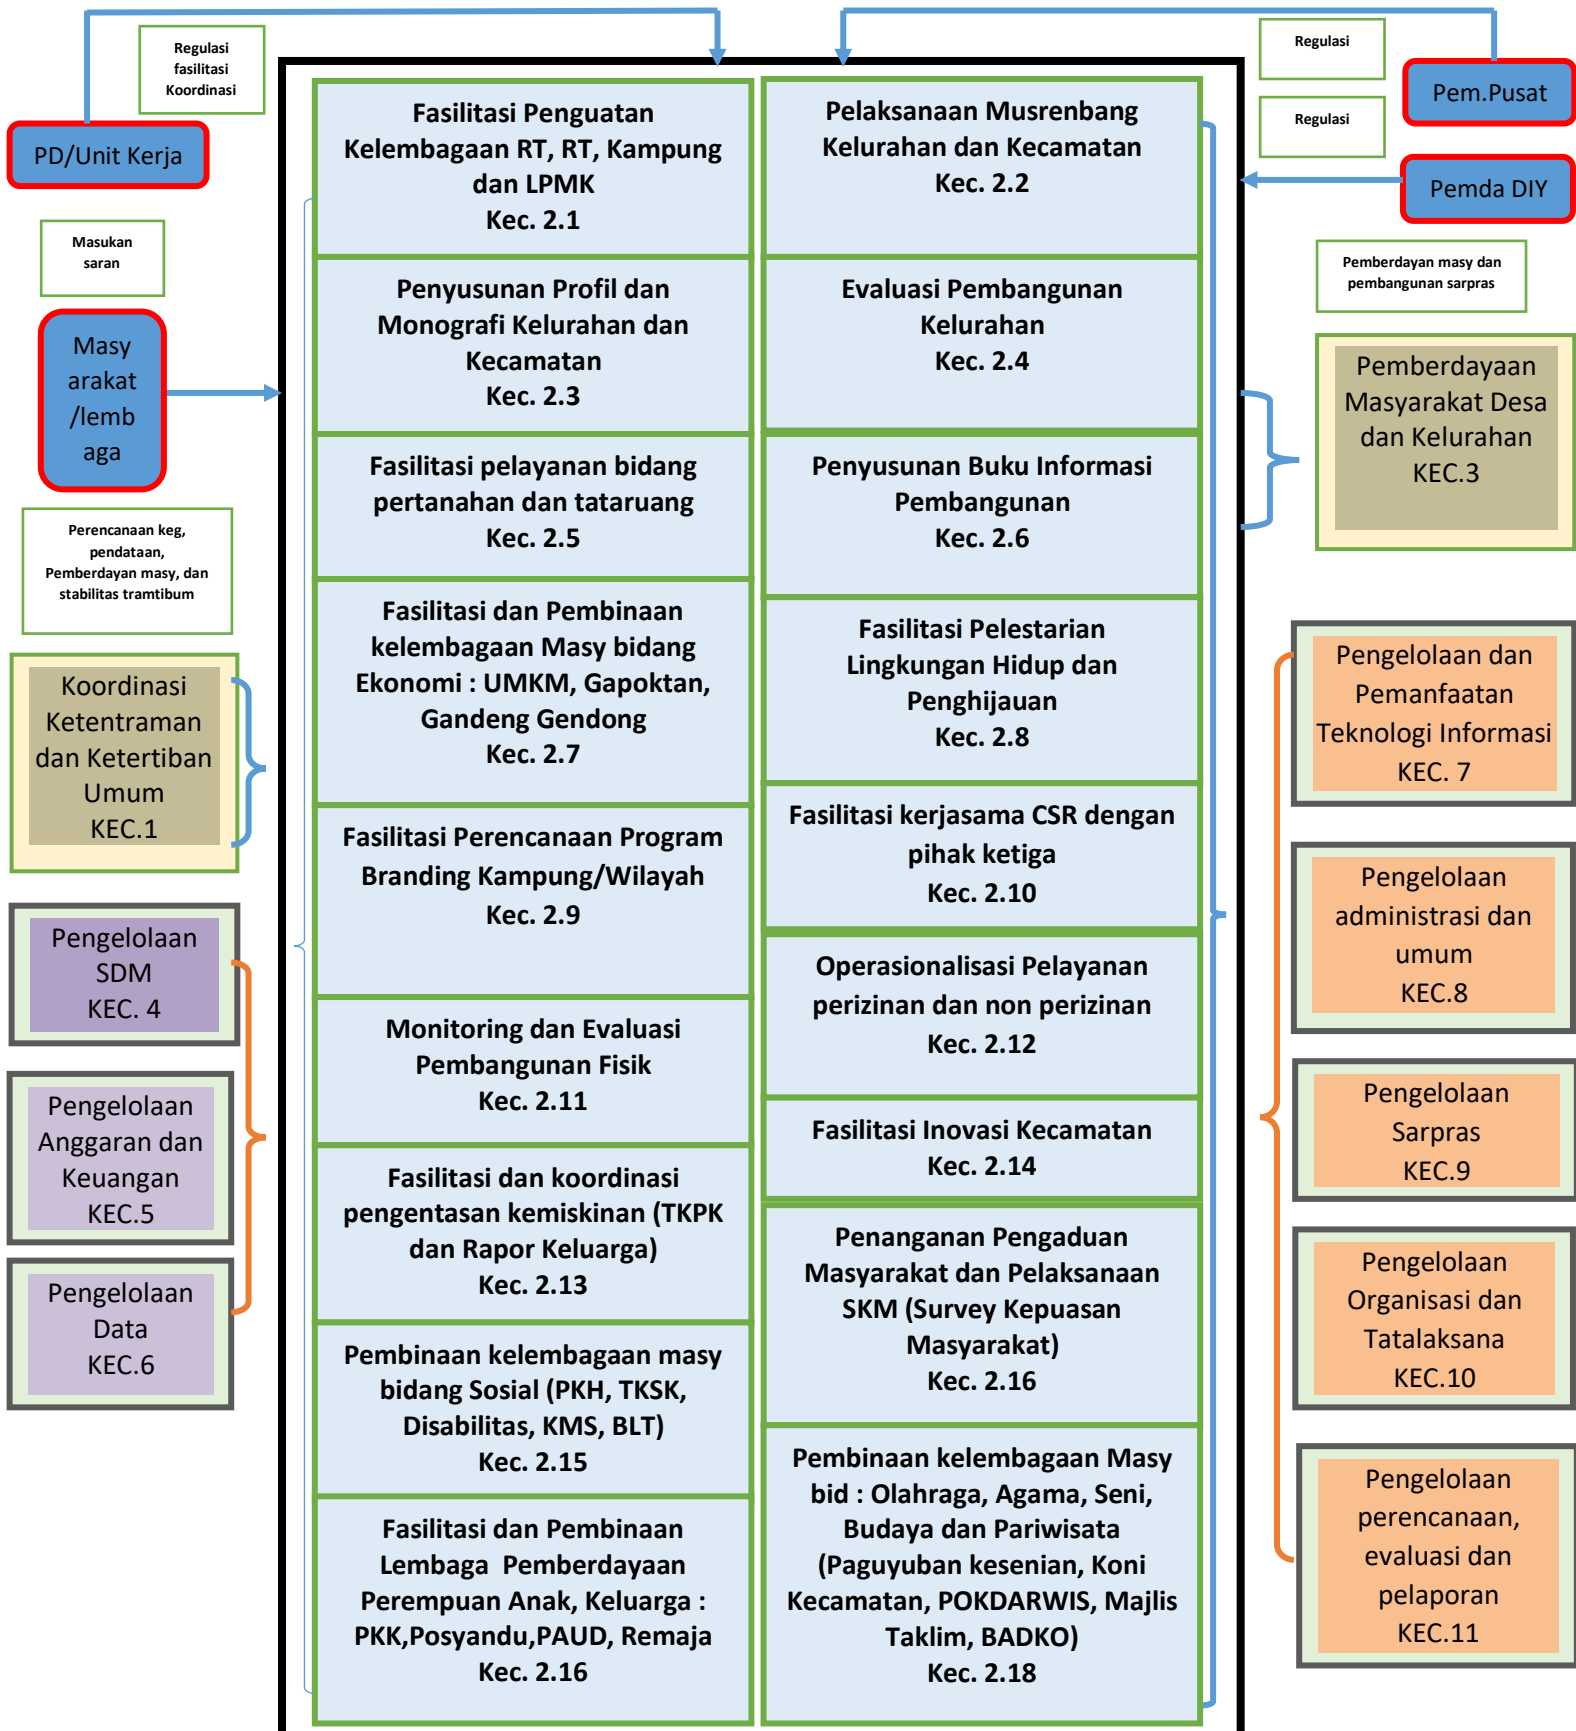 Regulasi
fasilitasi
Koordinasi
PD/Unit Kerja
Masukan
saran
Masy
arakat
/lemb
aga
Perencanaan keg,
pendataan,
Pemberdayan masy, dan
stabilitas tramtibum
Koordinasi
Ketentraman
dan Ketertiban
Umum
KEC.1
Pengelolaan
SDM
KEC. 4
Pengelolaan
Anggaran dan
Keuangan
KEC.5
Pengelolaan
Data
KEC.6
Fasilitasi Penguatan
Kelembagaan RT, RT, Kampung
dan LPMK
Kec. 2.1
Pelaksanaan Musrenbang
Kelurahan dan Kecamatan
Kec. 2.2
Penyusunan Profil dan
Monografi Kelurahan dan
Kecamatan
Kec. 2.3
Evaluasi Pembangunan
Kelurahan
Kec. 2.4
Fasilitasi pelayanan bidang
pertanahan dan tataruang
Kec. 2.5
Penyusunan Buku Informasi
Pembangunan
Kec. 2.6
Fasilitasi dan Pembinaan
kelembagaan Masy bidang
Ekonomi : UMKM, Gapoktan,
Gandeng Gendong
Kec. 2.7
Fasilitasi Pelestarian
Lingkungan Hidup dan
Penghijauan
Kec. 2.8
Fasilitasi Perencanaan Program
Branding Kampung/Wilayah
Kec. 2.9
Fasilitasi kerjasama CSR dengan
pihak ketiga
Kec. 2.10
Monitoring dan Evaluasi
Pembangunan Fisik
Kec. 2.11
Operasionalisasi Pelayanan
perizinan dan non perizinan
Kec. 2.12
Fasilitasi dan koordinasi
pengentasan kemiskinan (TKPK
dan Rapor Keluarga)
Kec. 2.13
Fasilitasi Inovasi Kecamatan
Kec. 2.14
Pembinaan kelembagaan masy
bidang Sosial (PKH, TKSK,
Disabilitas, KMS, BLT)
Kec. 2.15
Penanganan Pengaduan
Masyarakat dan Pelaksanaan
SKM (Survey Kepuasan
Masyarakat)
Kec. 2.16
Fasilitasi dan Pembinaan
Lembaga Pemberdayaan
Perempuan Anak, Keluarga :
PKK,Posyandu,PAUD, Remaja
Kec. 2.16
Pembinaan kelembagaan Masy
bid : Olahraga, Agama, Seni,
Budaya dan Pariwisata
(Paguyuban kesenian, Koni
Kecamatan, POKDARWIS, Majlis
Taklim, BADKO)
Kec. 2.18
Regulasi
Pem.Pusat
Regulasi
Pemda DIY
Pemberdayan masy dan
pembangunan sarpras
Pemberdayaan
Masyarakat Desa
dan Kelurahan
KEC.3
Pengelolaan dan
Pemanfaatan
Teknologi Informasi
KEC. 7
Pengelolaan
administrasi dan
umum
KEC.8
Pengelolaan
Sarpras
KEC.9
Pengelolaan
Organisasi dan
Tatalaksana
KEC.10
Pengelolaan
perencanaan,
evaluasi dan
pelaporan
KEC.11